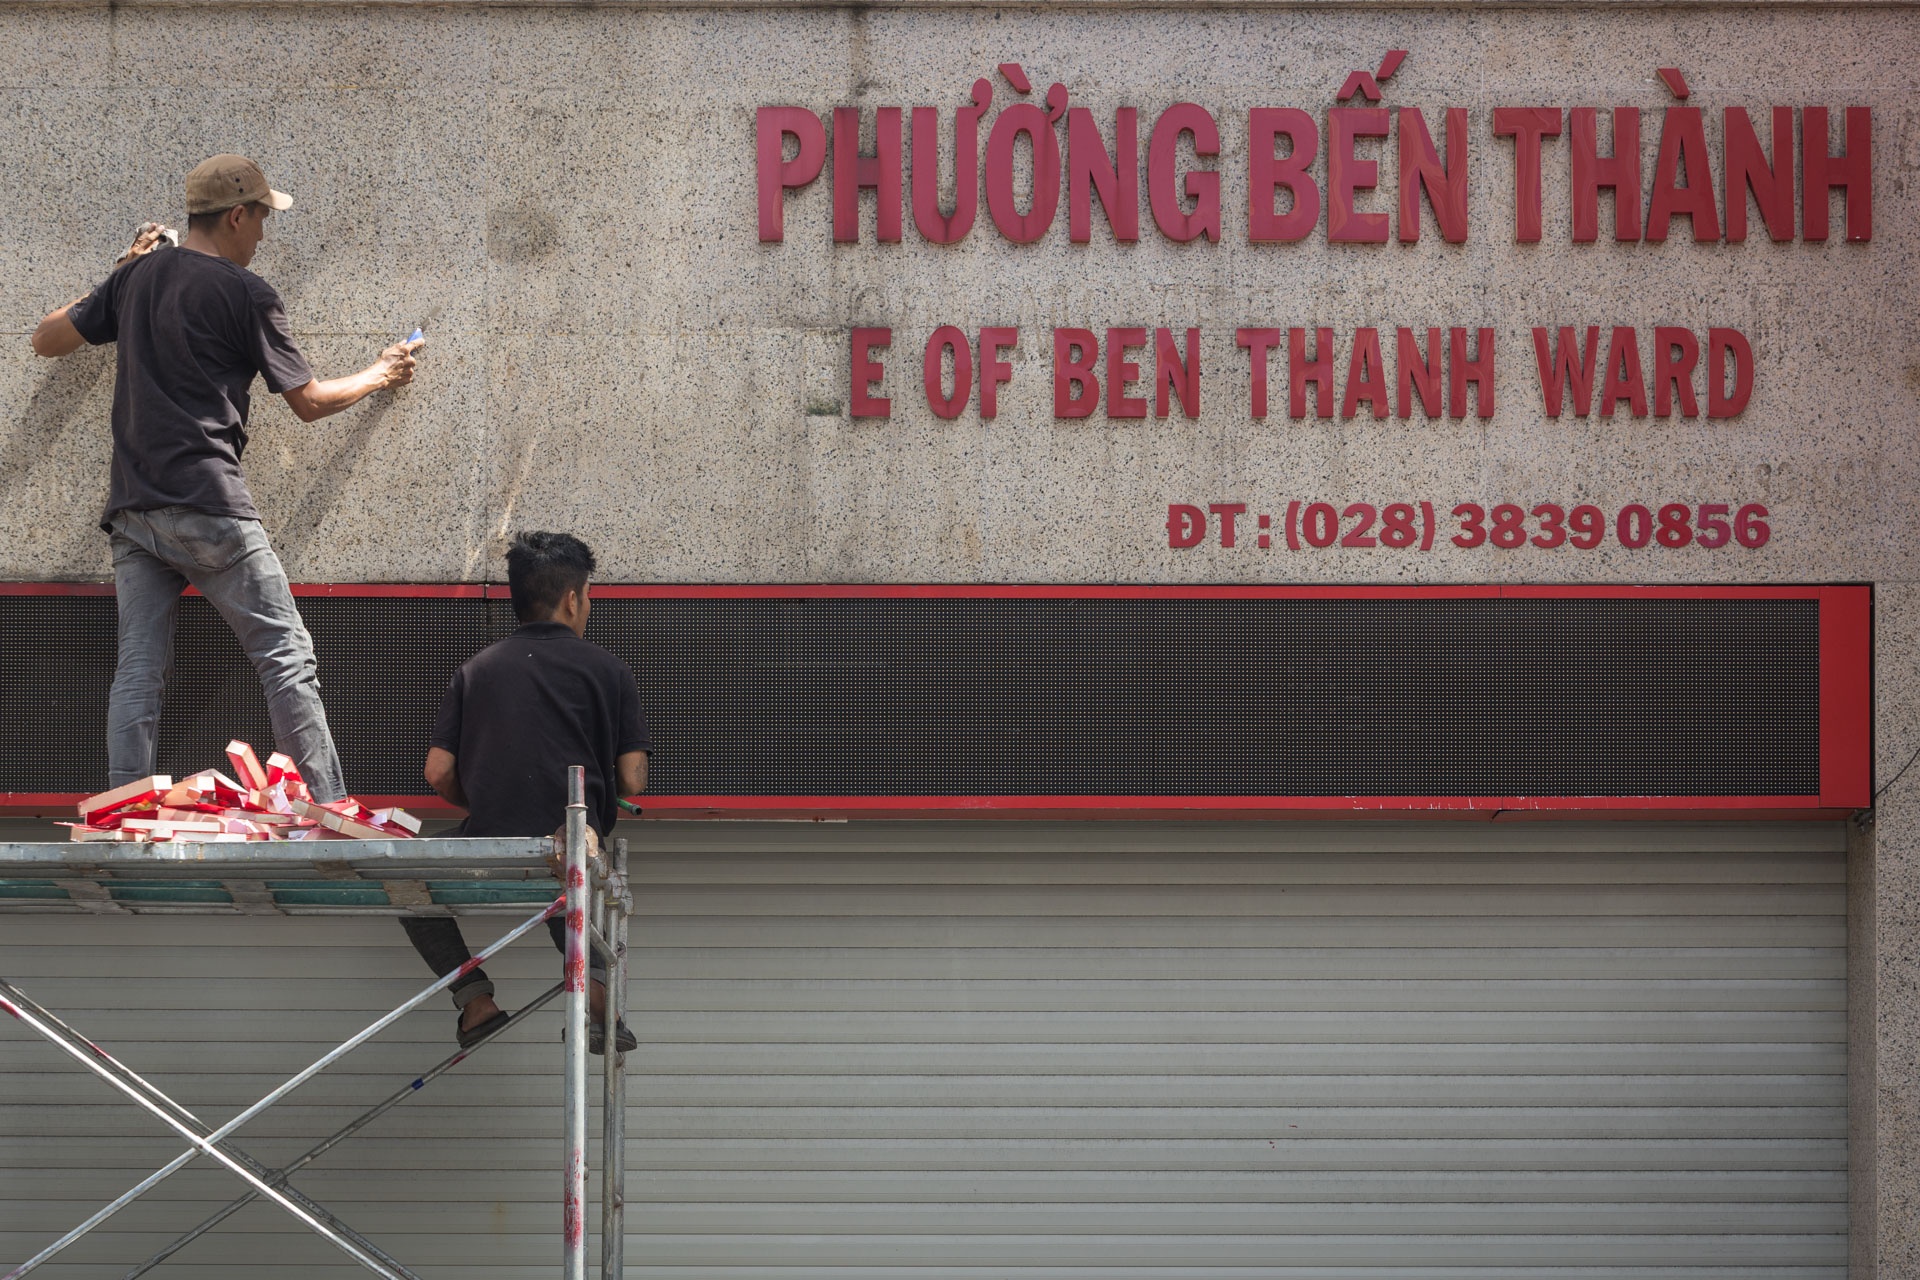 PHƯỜNG BẾN THÀNH
E OF BEN THANH WARD
ĐT : (028) 3839 0856